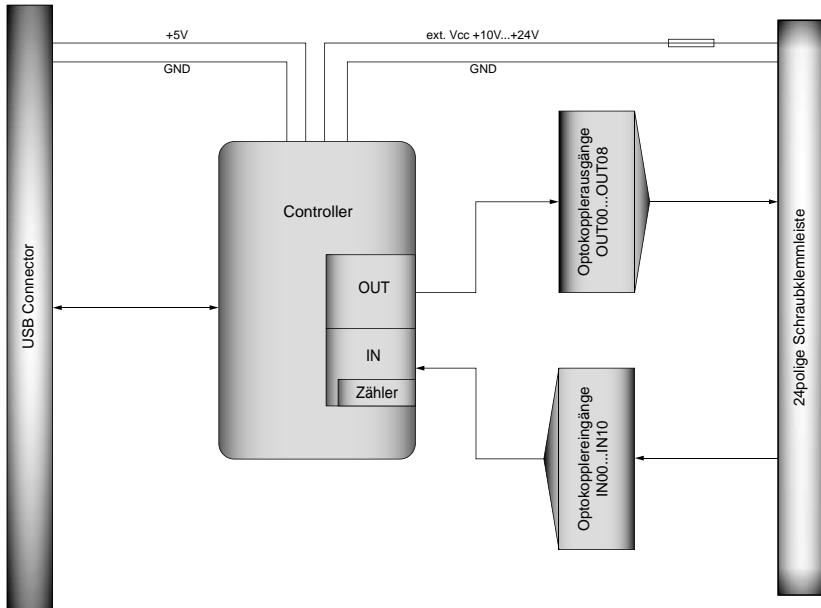 +5V
ext. Vcc +10V...+24V
GND
GND
USB Connector
Controller
OUT
IN
Zähler
Optokopplerausgänge
OUT00...OUT08
Optokopplereingänge
IN00...IN10
24polige Schraubklemmleiste